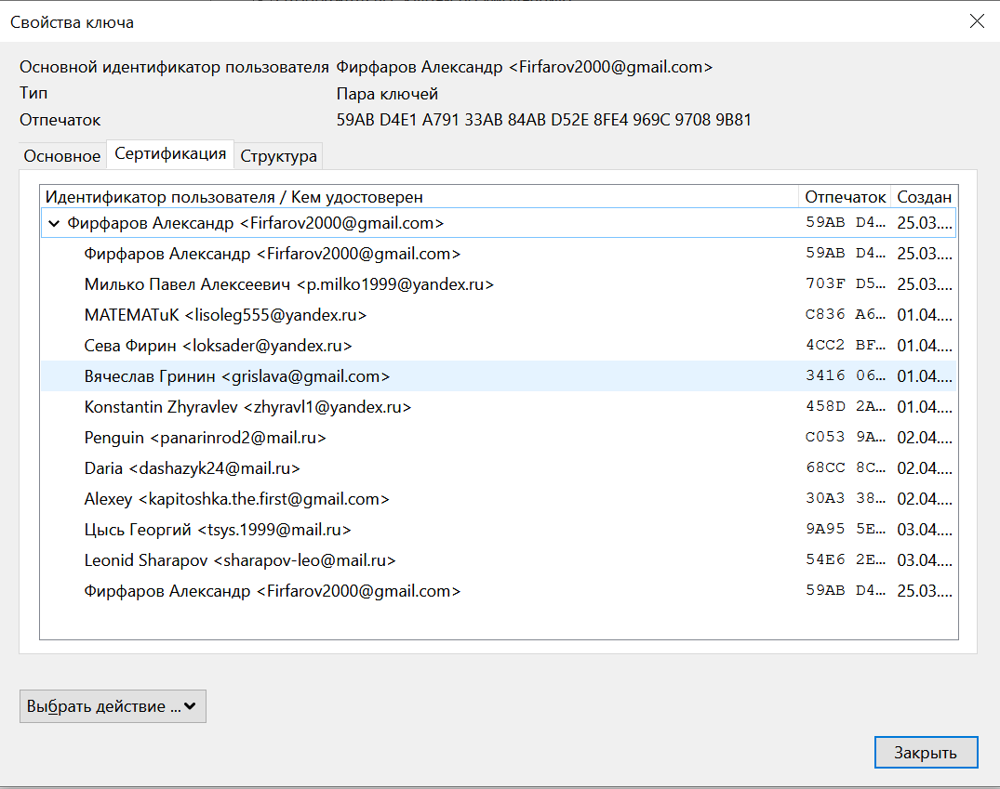 Свойства ключа
Основной идентификатор пользователя Фирфаров Александр <Firfarov2000@gmail.com>
Тип Пара ключей
Отпечаток 59AB D4E1 A791 33AB 84AB D52E 8FE4 969C 9708 9B81
Основное Сертификация Структура
Идентификатор пользователя / Кем удостоверен Отпечаток Создан
Фирфаров Александр <Firfarov2000@gmail.com> 59AB D4... 25.03....
Фирфаров Александр <Firfarov2000@gmail.com> 59AB D4... 25.03....
Милько Павел Алексеевич <p.milko1999@yandex.ru> 703F D5... 25.03....
MATEMATuK <lisoleg555@yandex.ru> C836 A6... 01.04....
Сева Фирин <loksader@yandex.ru> 4CC2 BF... 01.04....
Вячеслав Гринин <grislava@gmail.com> 3416 06... 01.04....
Konstantin Zhyravlev <zhyravl1@yandex.ru> 458D 2A... 01.04....
Penguin <panarinrod2@mail.ru> C053 9A... 02.04....
Daria <dashazyk24@mail.ru> 68CC 8C... 02.04....
Alexey <kapitoshka.the.first@gmail.com> 30A3 38... 02.04....
Цысь Георгий <tsys.1999@mail.ru> 9A95 5E... 03.04....
Leonid Sharapov <sharapov-leo@mail.ru> 54E6 2E... 03.04....
Фирфаров Александр <Firfarov2000@gmail.com> 59AB D4... 25.03....
Выбрать действие ...
Закрыть